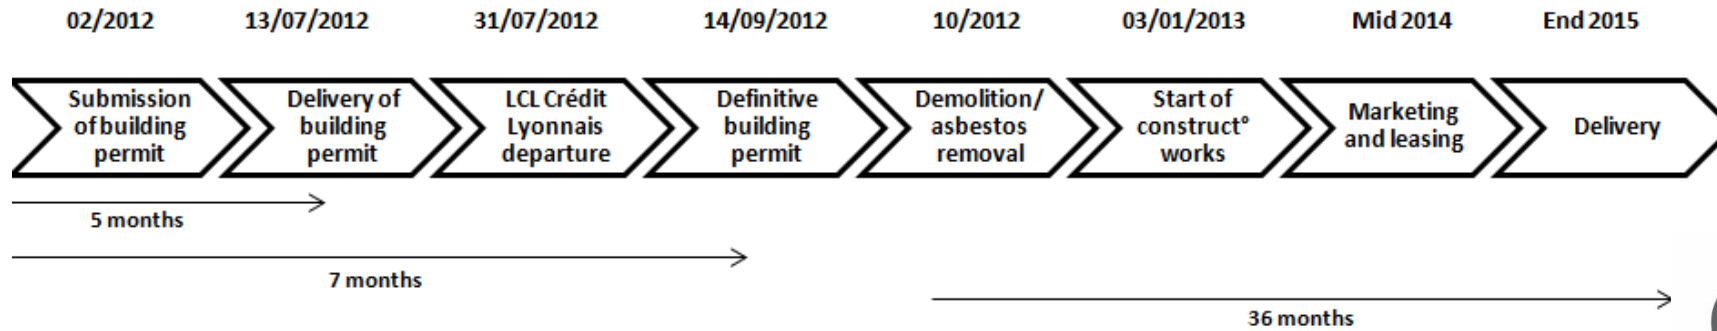 02/2012 13/07/2012 31/07/2012 14/09/2012 10/2012 03/01/2013 Mid 2014 End 2015
Submission
of building
permit
Delivery of
building
permit
LCL Crédit
Lyonnais
departure
Definitive
building
permit
Demolition/
asbestos
removal
Start of
construct°
works
Marketing
and leasing
Delivery
5 months
7 months
36 months